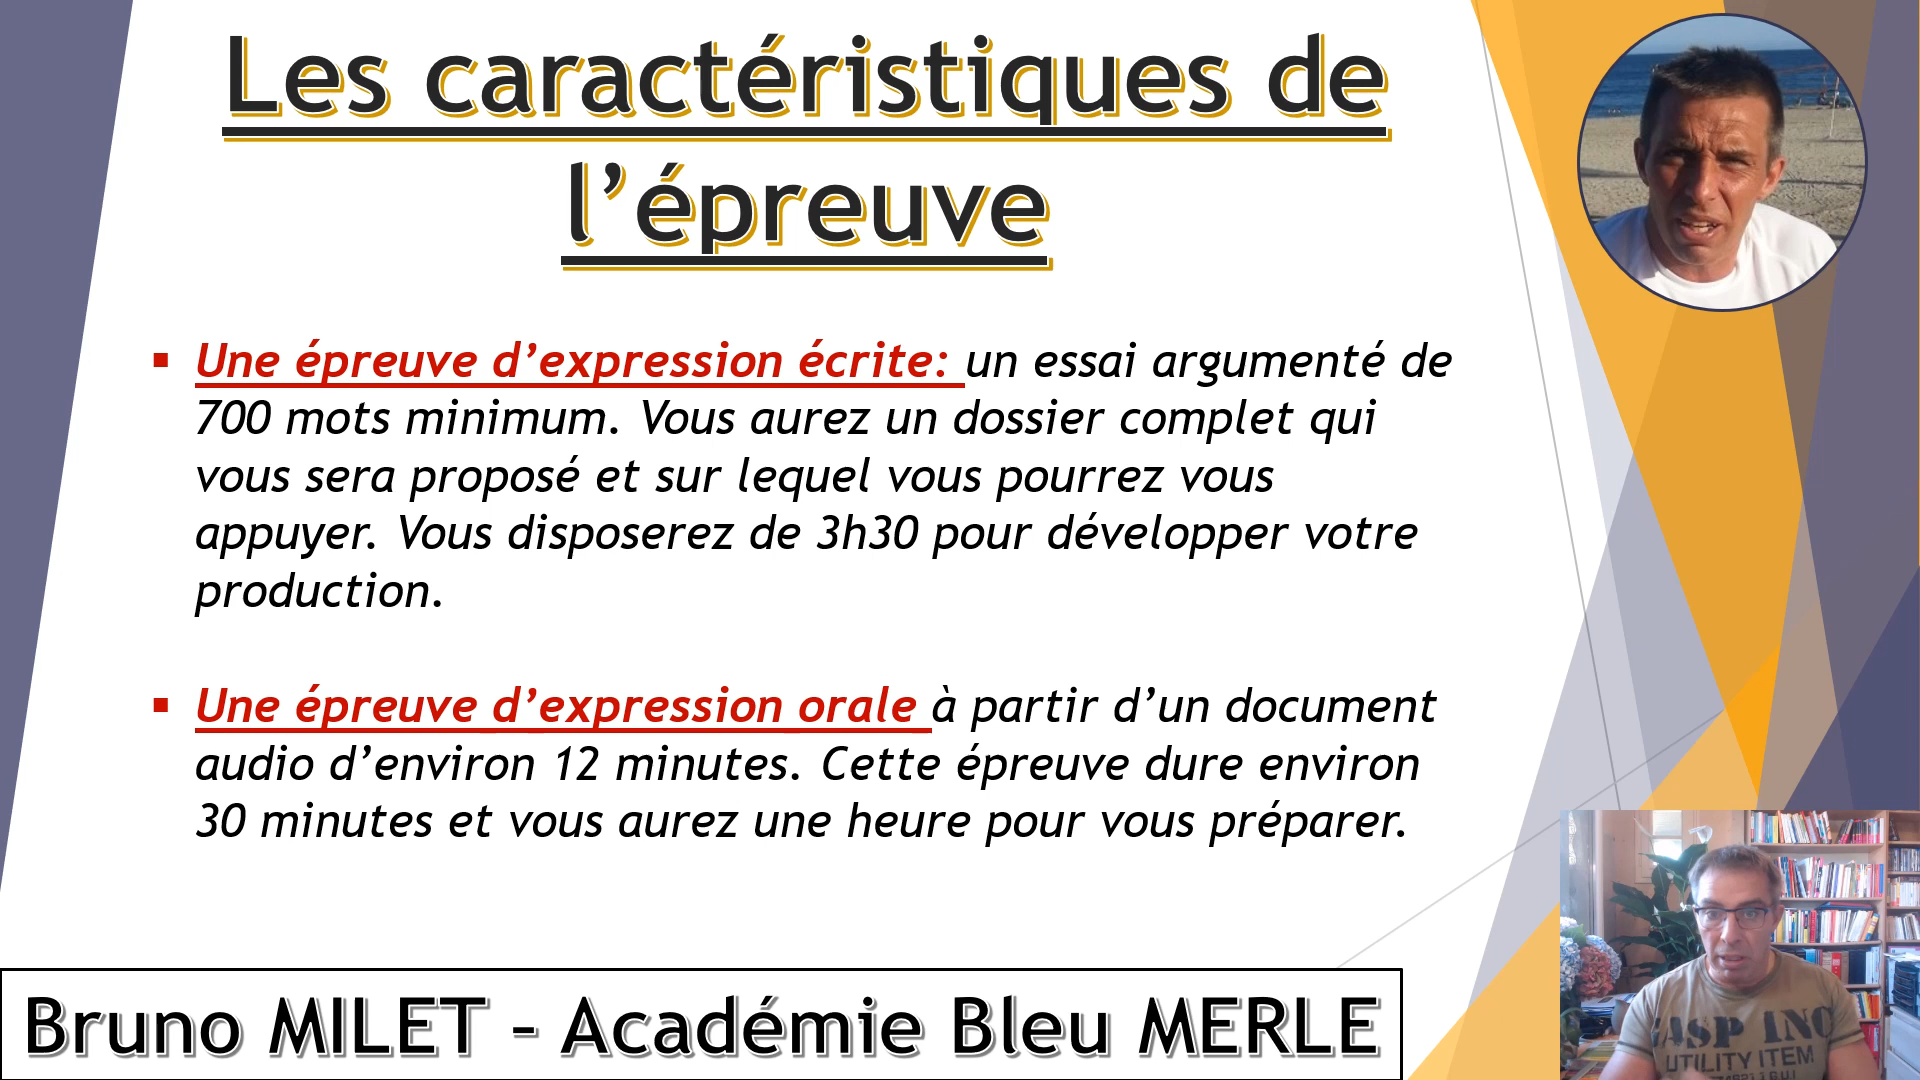 Les caractéristiques de
l’épreuve
Une épreuve d’expression écrite: un essai argumenté de
700 mots minimum. Vous aurez un dossier complet qui
vous sera proposé et sur lequel vous pourrez vous
appuyer. Vous disposerez de 3h30 pour développer votre
production.
Une épreuve d’expression orale à partir d’un document
audio d’environ 12 minutes. Cette épreuve dure environ
30 minutes et vous aurez une heure pour vous préparer.
Bruno MILET – Académie Bleu MERLE
UTILITY ITEM